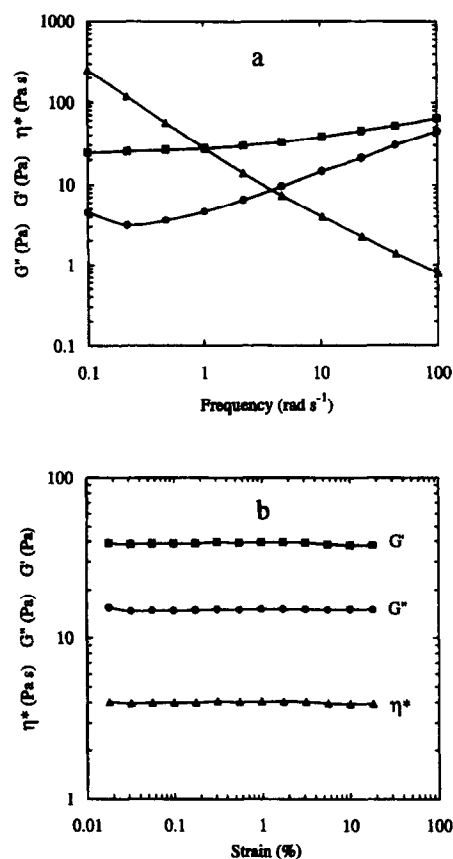 a
G" (Pa) G' (Pa) η* (Pa s)
1000
100
10
1
0.1
0.1 1 10 100
Frequency (rad s⁻¹)
b
η* (Pa s) G" (Pa) G' (Pa)
100
10
1
G'
G"
η*
0.01 0.1 1 10 100
Strain (%)